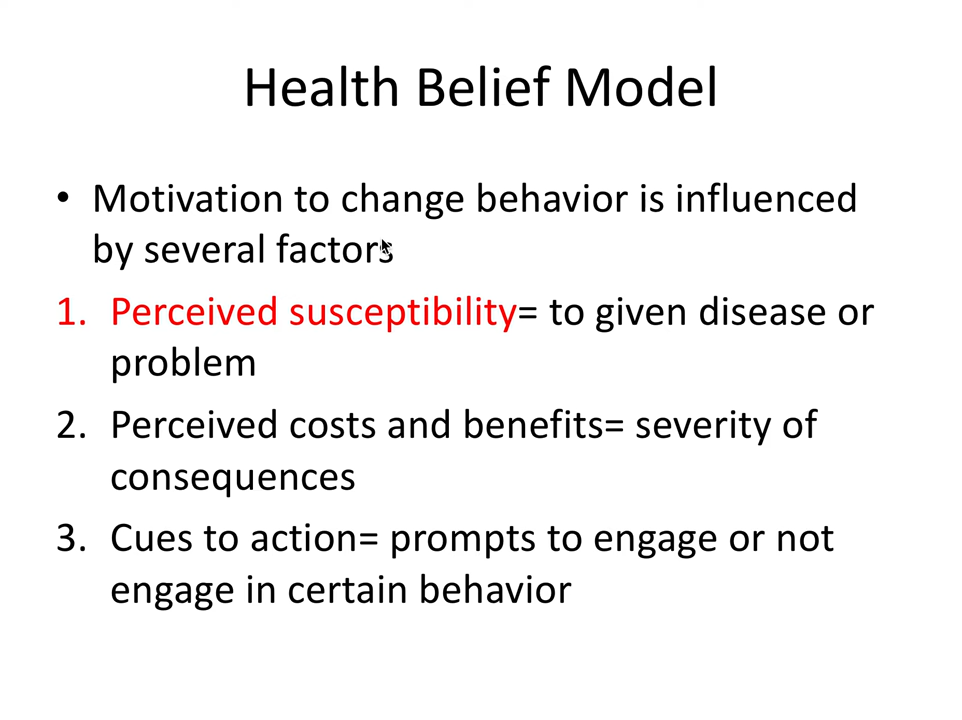 Health Belief Model
• Motivation to change behavior is influenced
by several factors
1. Perceived susceptibility= to given disease or
problem
2. Perceived costs and benefits= severity of
consequences
3. Cues to action= prompts to engage or not
engage in certain behavior